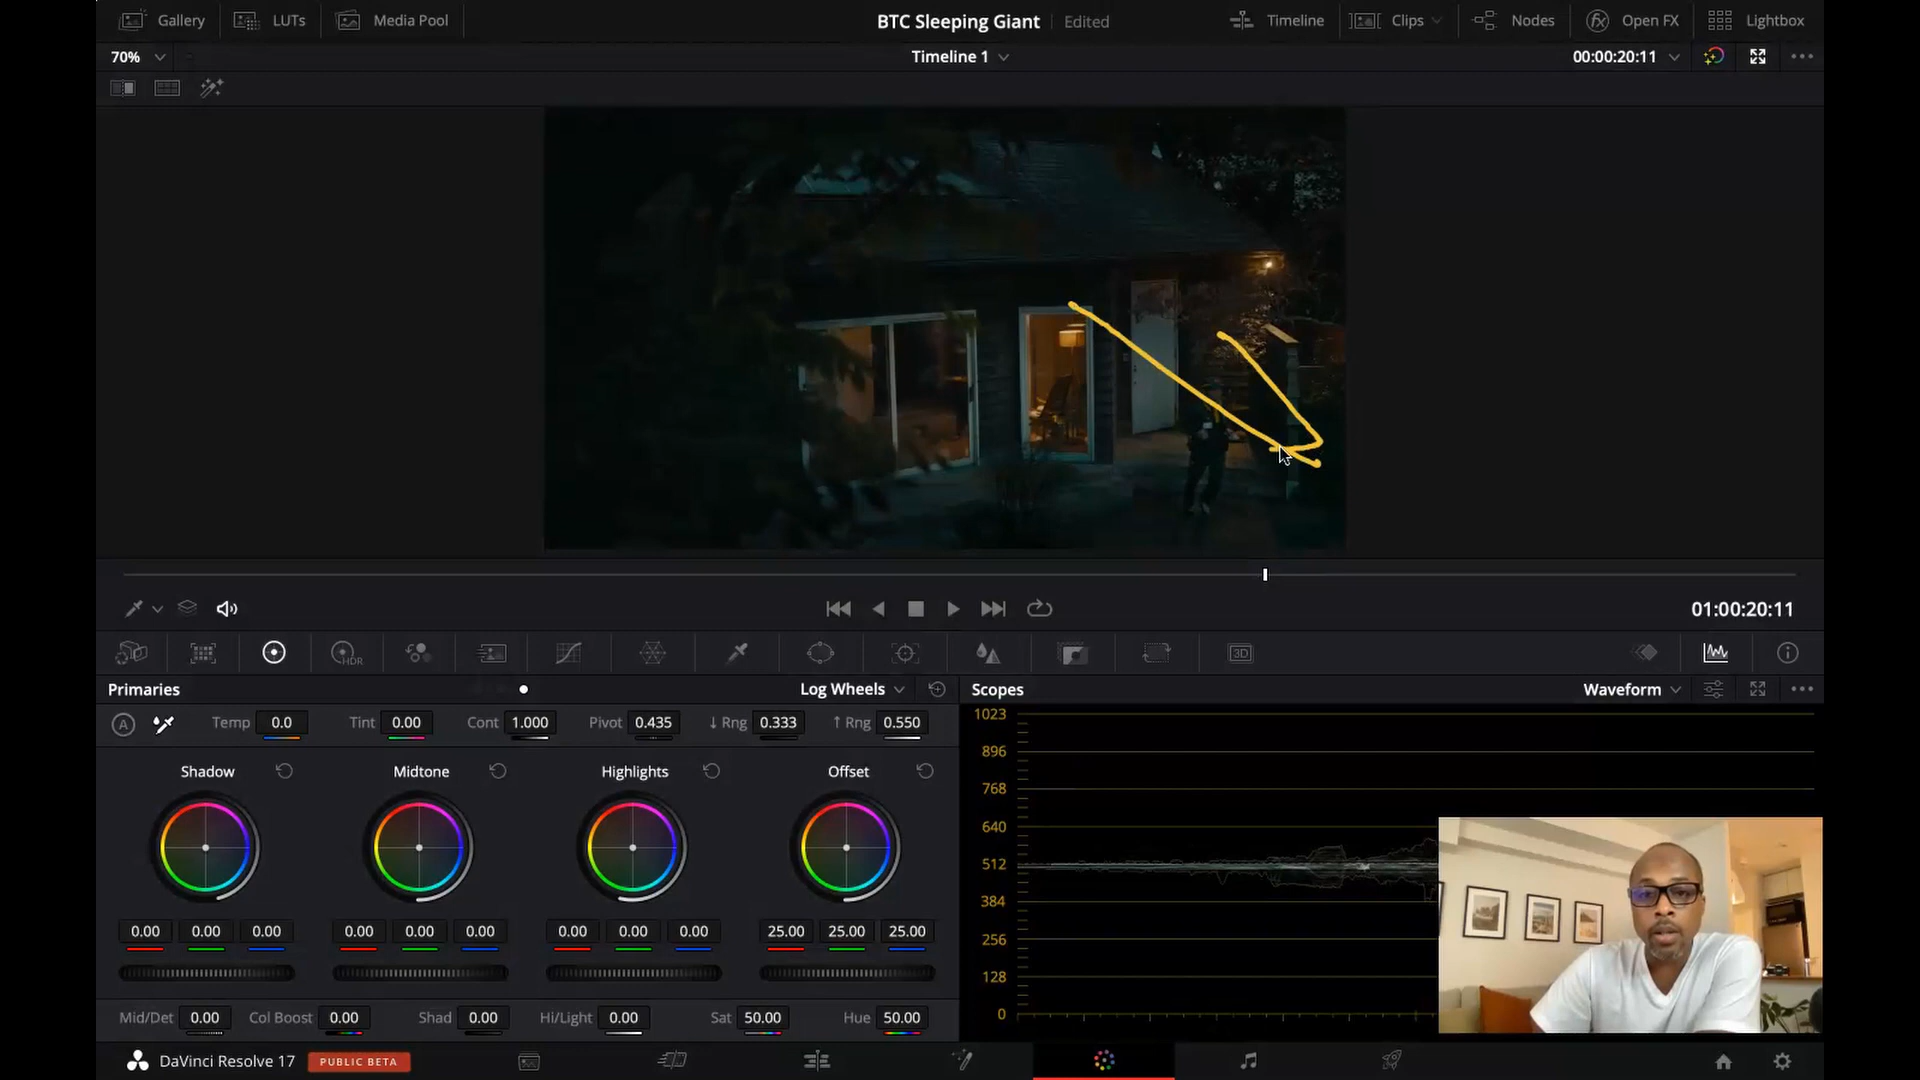 Gallery LUTs Media Pool BTC Sleeping Giant Edited Timeline Clips Nodes Open FX Lightbox
70% Timeline 1 00:00:20:11
01:00:20:11
HDR 3D
Primaries Log Wheels Scopes Waveform
A Temp 0.0 Tint 0.00 Cont 1.000 Pivot 0.435 ↓ Rng 0.333 ↑ Rng 0.550
Shadow Midtone Highlights Offset
0.00 0.00 0.00 0.00 0.00 0.00 0.00 0.00 0.00 25.00 25.00 25.00
Mid/Det 0.00 Col Boost 0.00 Shad 0.00 Hi/Light 0.00 Sat 50.00 Hue 50.00
1023
896
768
640
512
384
256
128
0
DaVinci Resolve 17 PUBLIC BETA